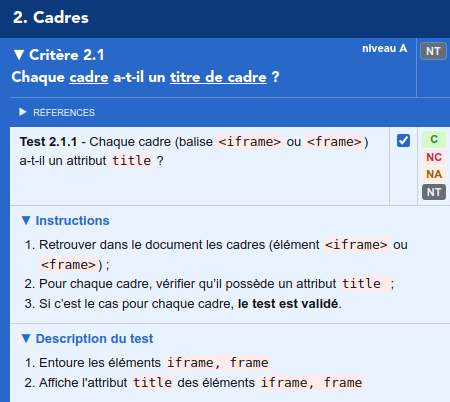 2. Cadres
▼ Critère 2.1
niveau A
NT
Chaque cadre a-t-il un titre de cadre ?
▶ RÉFERENCES
Test 2.1.1 - Chaque cadre (balise <iframe> ou <frame>)
a-t-il un attribut title ?
C
NC
NA
NT
▼ Instructions
1. Retrouver dans le document les cadres (élément <iframe> ou
<frame>) ;
2. Pour chaque cadre, vérifier qu’il possède un attribut title ;
3. Si c’est le cas pour chaque cadre, le test est validé.
▼ Description du test
1. Entoure les éléments iframe, frame
2. Affiche l'attribut title des éléments iframe, frame